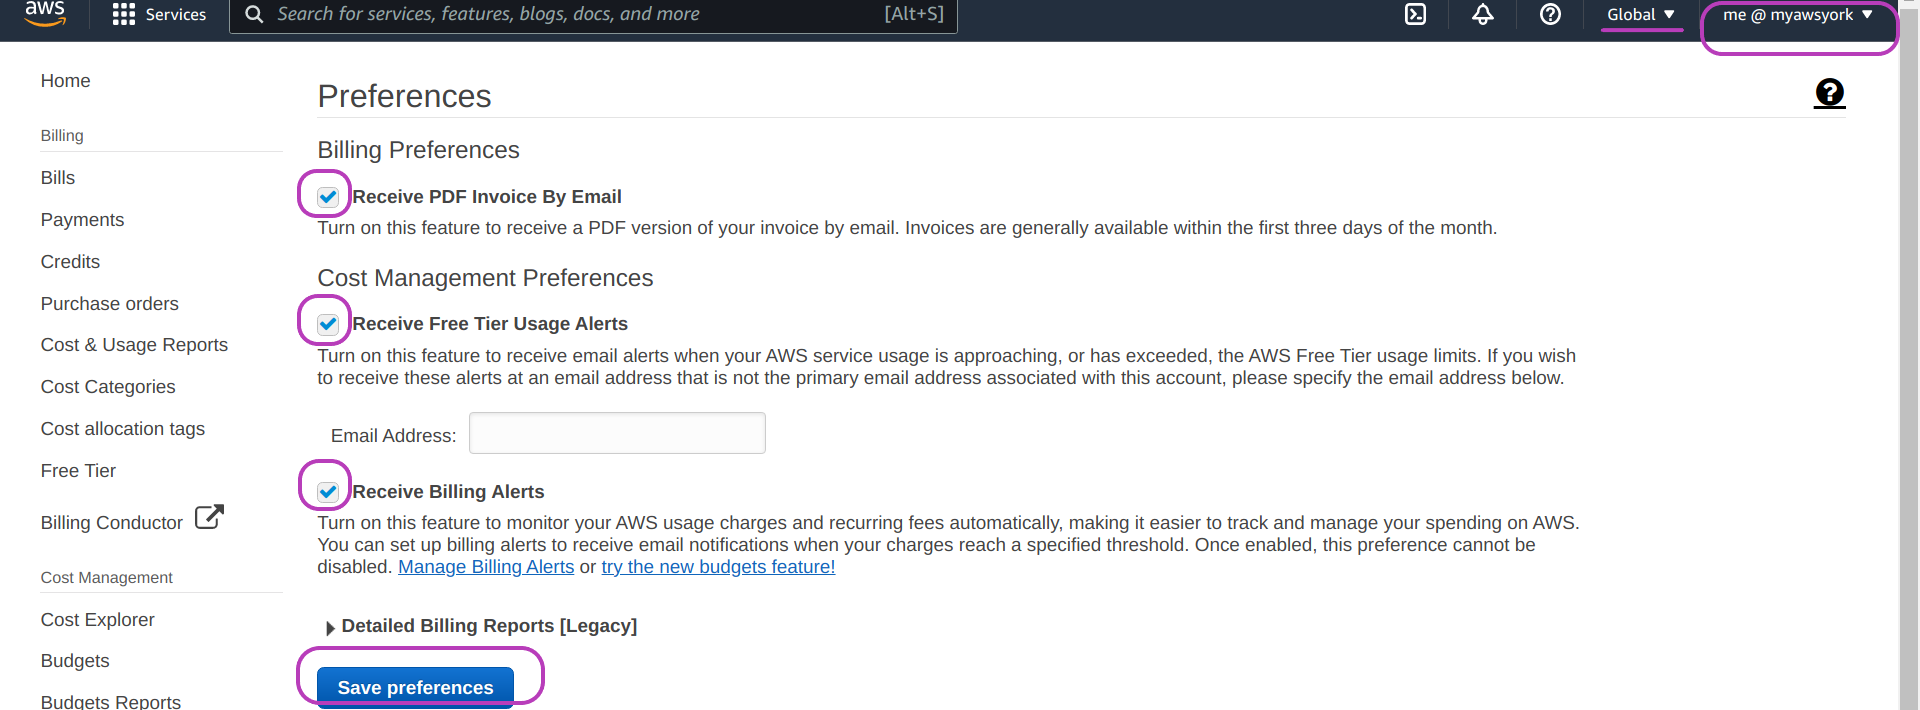 aws
Services
Search for services, features, blogs, docs, and more
[Alt+S]
Global
me @ myawsyork
Home
Billing
Bills
Payments
Credits
Purchase orders
Cost & Usage Reports
Cost Categories
Cost allocation tags
Free Tier
Billing Conductor
Cost Management
Cost Explorer
Budgets
Budgets Reports
Preferences
Billing Preferences
Receive PDF Invoice By Email
Turn on this feature to receive a PDF version of your invoice by email. Invoices are generally available within the first three days of the month.
Cost Management Preferences
Receive Free Tier Usage Alerts
Turn on this feature to receive email alerts when your AWS service usage is approaching, or has exceeded, the AWS Free Tier usage limits. If you wish
to receive these alerts at an email address that is not the primary email address associated with this account, please specify the email address below.
Email Address:
Receive Billing Alerts
Turn on this feature to monitor your AWS usage charges and recurring fees automatically, making it easier to track and manage your spending on AWS.
You can set up billing alerts to receive email notifications when your charges reach a specified threshold. Once enabled, this preference cannot be
disabled. Manage Billing Alerts or try the new budgets feature!
Detailed Billing Reports [Legacy]
Save preferences